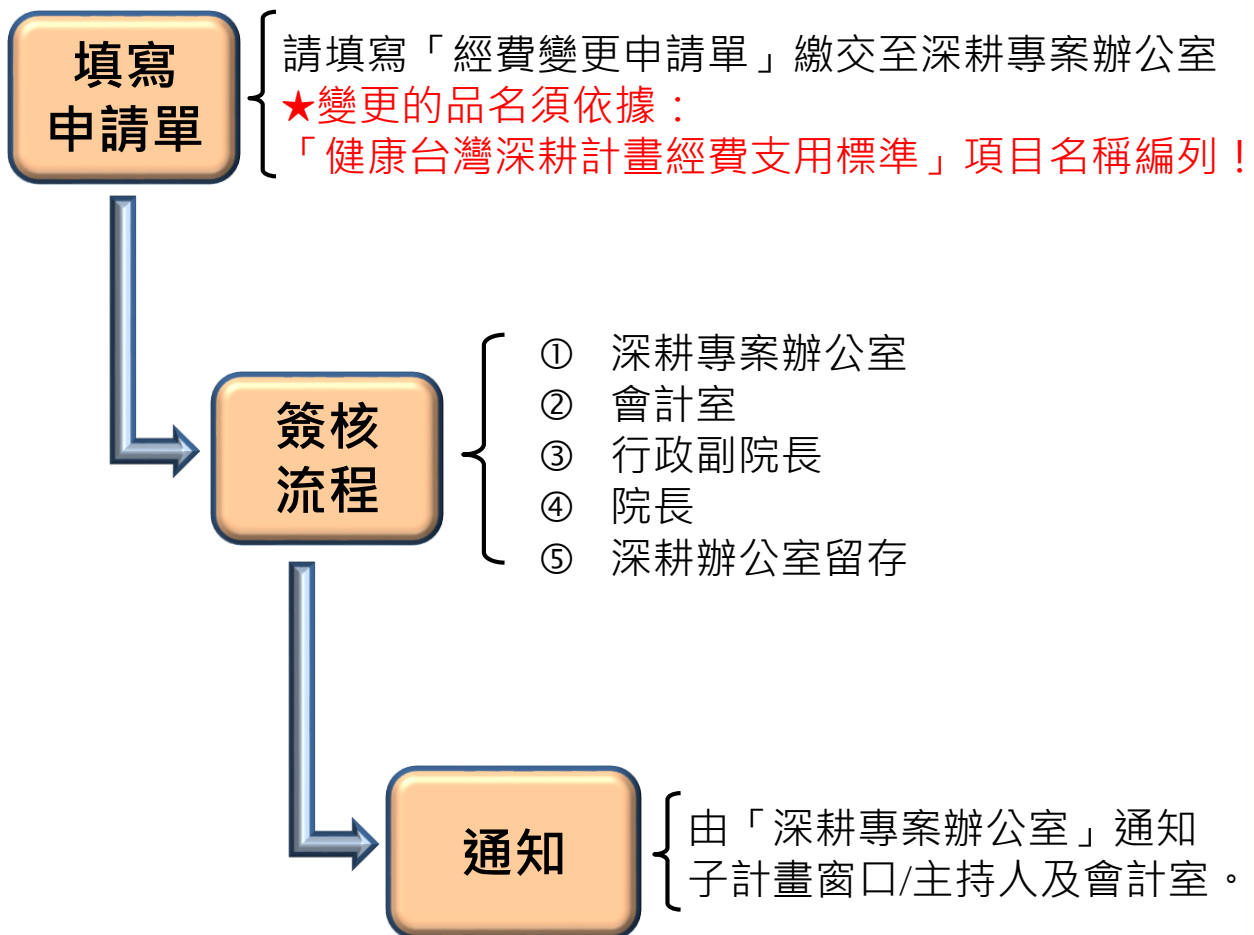 填寫
申請單
請填寫「經費變更申請單」繳交至深耕專案辦公室
★變更的品名須依據：
「健康台灣深耕計畫經費支用標準」項目名稱編列！
簽核
流程
① 深耕專案辦公室
② 會計室
③ 行政副院長
④ 院長
⑤ 深耕辦公室留存
通知
由「深耕專案辦公室」通知
子計畫窗口/主持人及會計室。